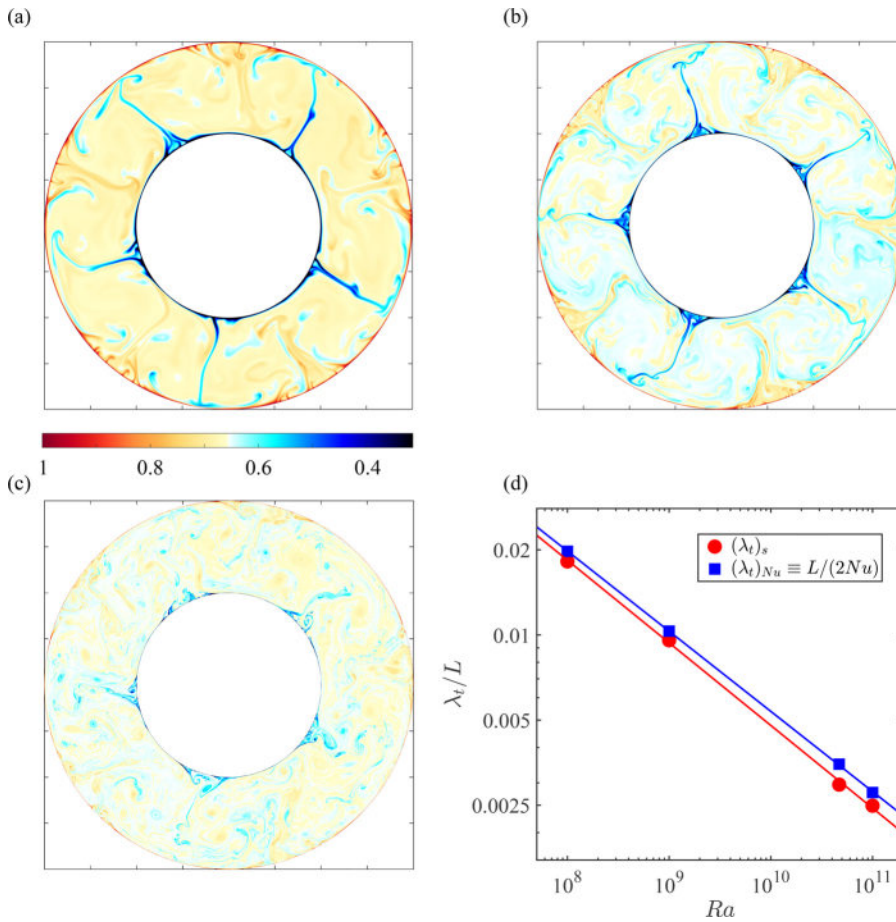 (a)
(b)
1 0.8 0.6 0.4
(c)
(d)
0.02
0.01
0.005
0.0025
λt/L
(λt)s
(λt)Nu ≡ L/(2Nu)
10^8 10^9 10^10 10^11
Ra